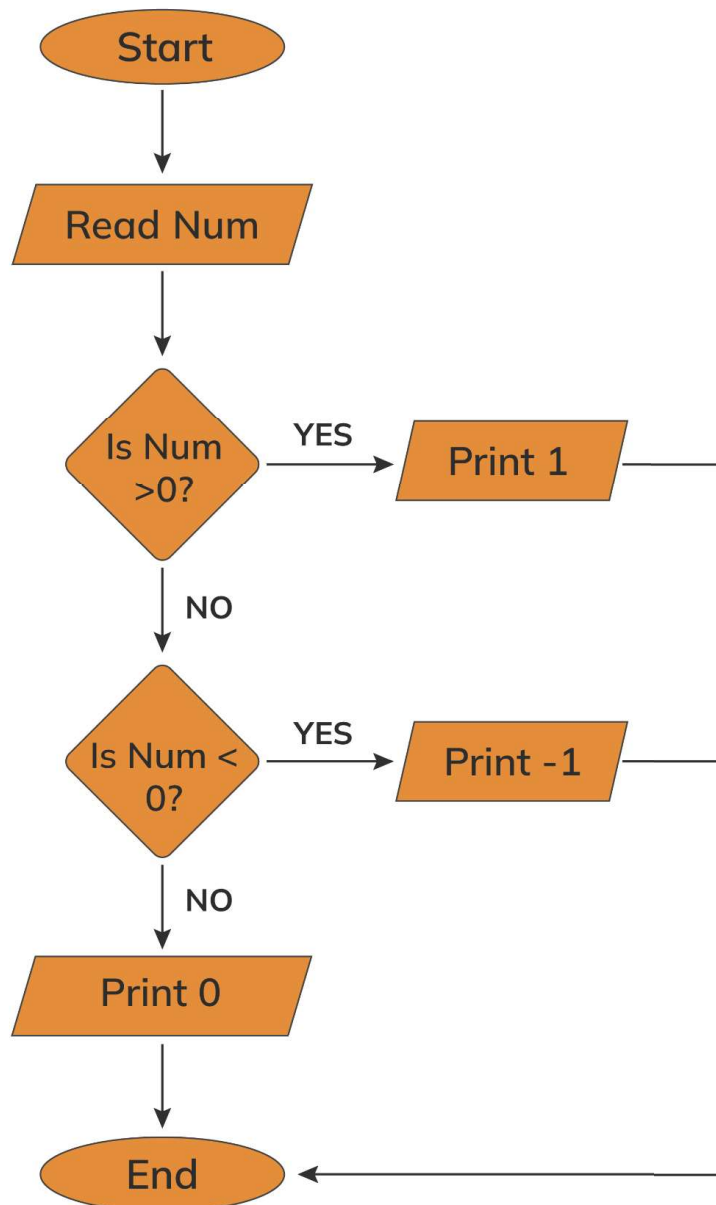 Start
Read Num
Is Num
>0?
YES
Print 1
NO
Is Num <
0?
YES
Print -1
NO
Print 0
End